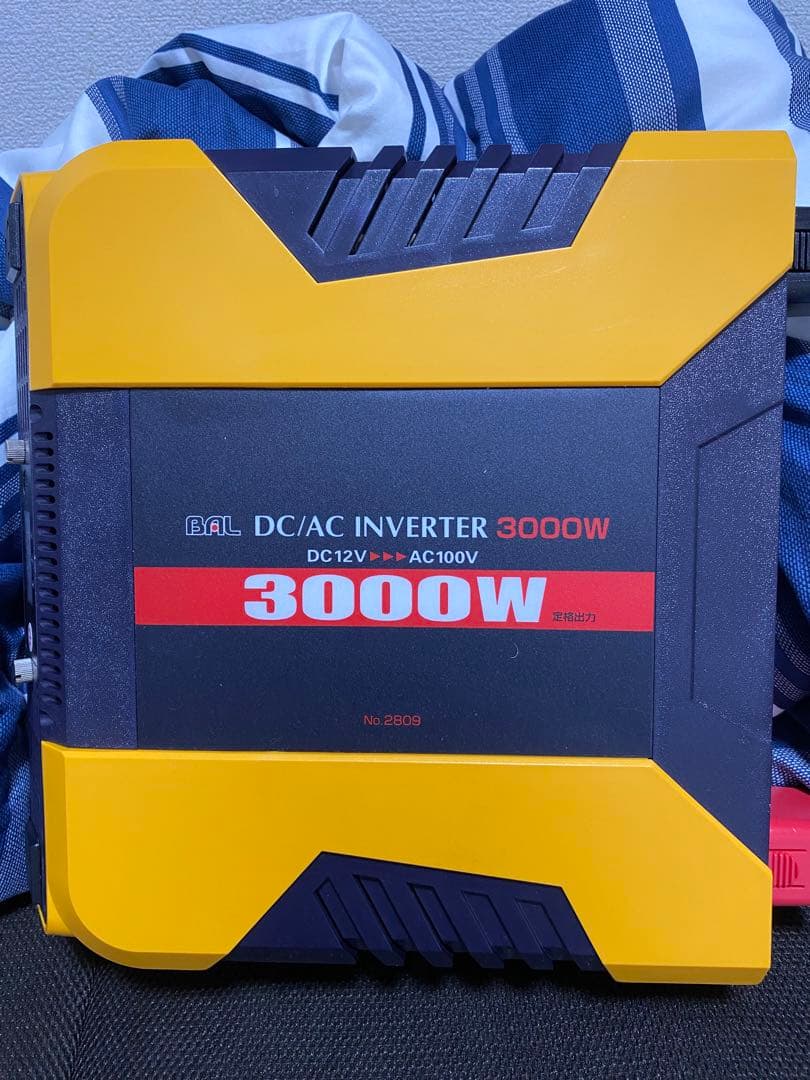 BAL DC/AC INVERTER 3000W
DC12V▶▶▶AC100V
3000W 定格出力
No.2809